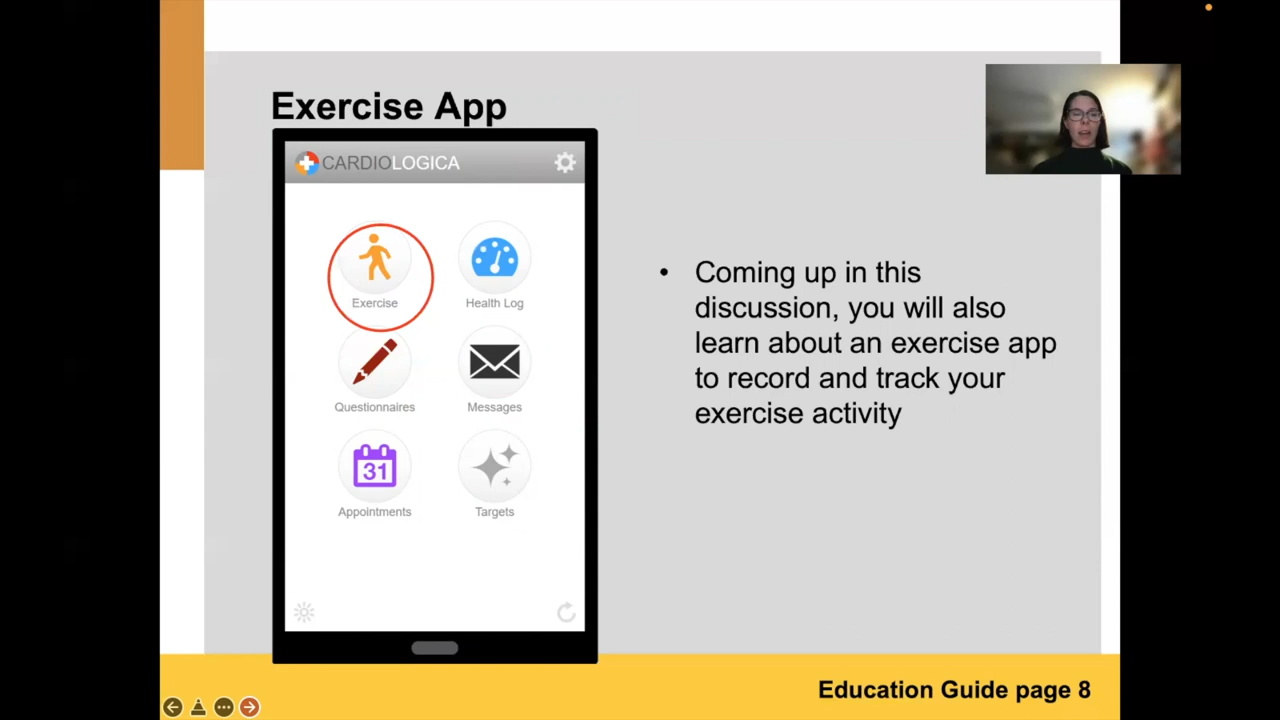 Exercise App
CARDIOLOGICA
Exercise
Health Log
Questionnaires
Messages
31
Appointments
Targets
• Coming up in this
discussion, you will also
learn about an exercise app
to record and track your
exercise activity
Education Guide page 8